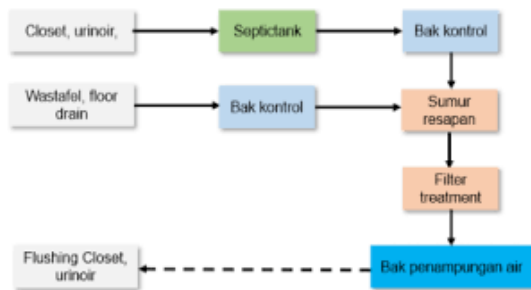 Closet, urinoir,
Septictank
Bak kontrol
Wastafel, floor
drain
Bak kontrol
Sumur
resapan
Filter
treatment
Flushing Closet,
urinoir
Bak penampungan air